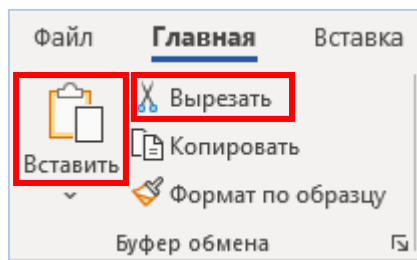 Файл Главная Вставка
Вырезать
Копировать
Вставить
Формат по образцу
Буфер обмена